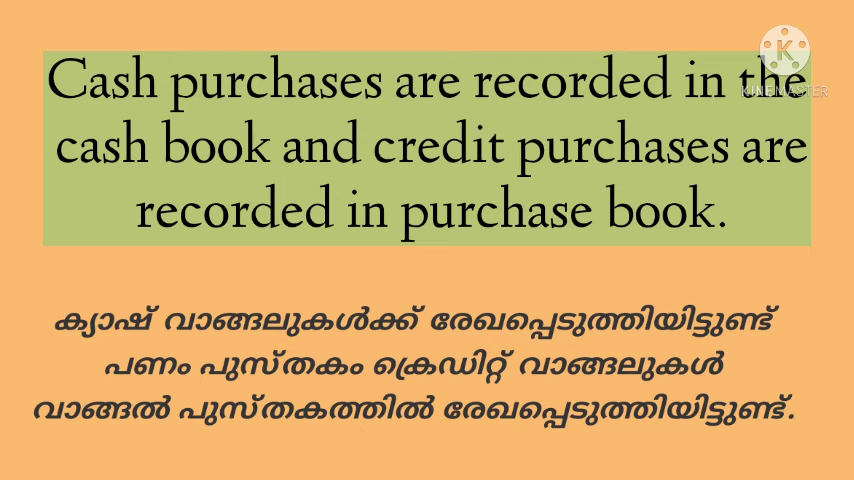 Cash purchases are recorded in the
cash book and credit purchases are
recorded in purchase book.
K
KINEMASTER
ക്യാഷ് വാങ്ങലുകൾക്ക് രേഖപ്പെടുത്തിയിട്ടുണ്ട്
പണം പുസ്തകം ക്രെഡിറ്റ് വാങ്ങലുകൾ
വാങ്ങൽ പുസ്തകത്തിൽ രേഖപ്പെടുത്തിയിട്ടുണ്ട്.